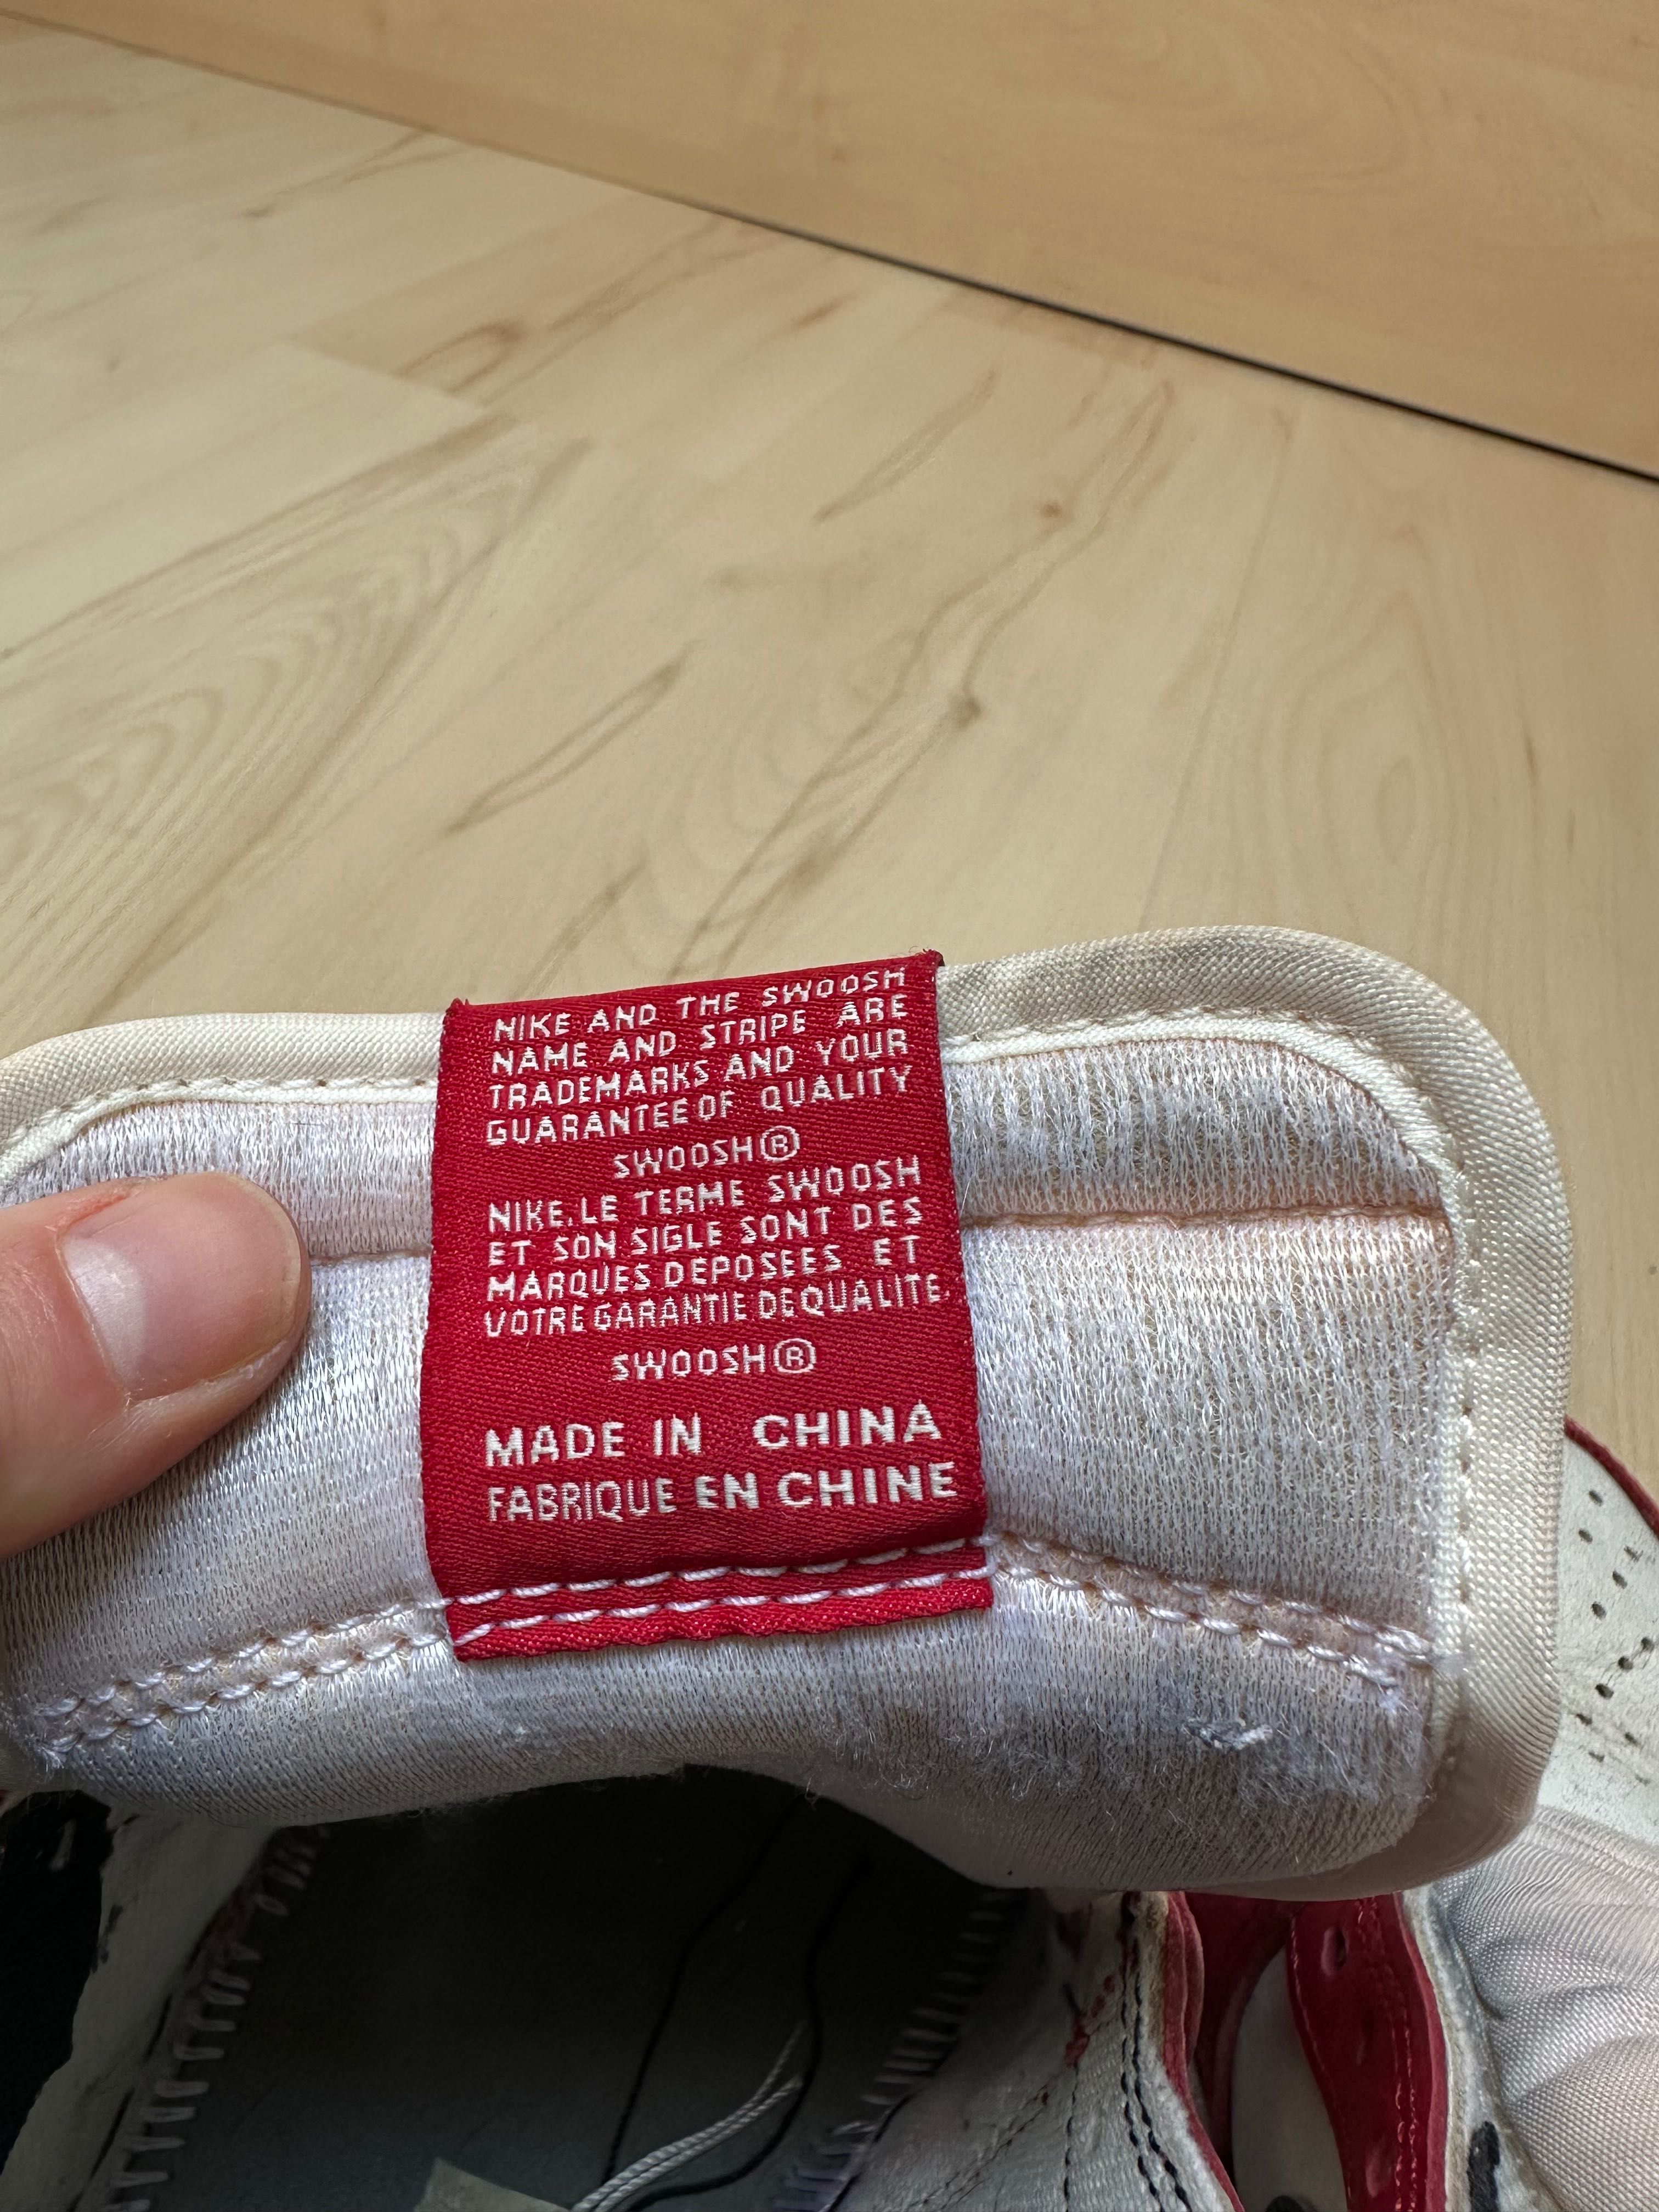 NIKE AND THE SWOOSH
NAME AND STRIPE ARE
TRADEMARKS AND YOUR
GUARANTEE OF QUALITY
SWOOSH®
NIKE, LE TERME SWOOSH
ET SON SIGLE SONT DES
MARQUES DEPOSEES ET
VOTRE GARANTIE DE QUALITE.
SWOOSH®
MADE IN CHINA
FABRIQUE EN CHINE